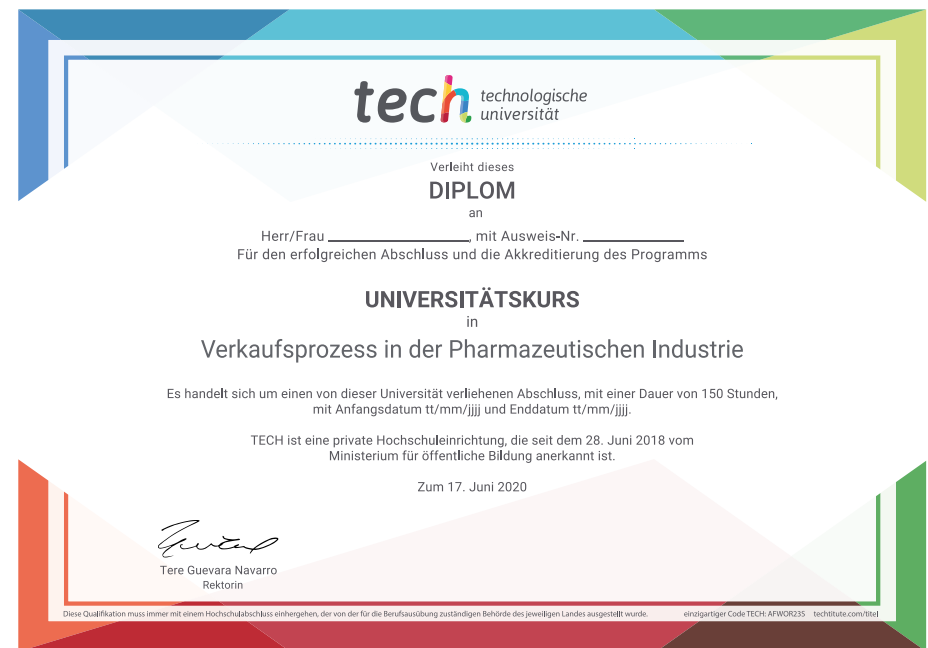 tech technologische
universität
Verleiht dieses
DIPLOM
an
Herr/Frau ____________________, mit Ausweis-Nr. ______________
Für den erfolgreichen Abschluss und die Akkreditierung des Programms
UNIVERSITÄTSKURS
in
Verkaufsprozess in der Pharmazeutischen Industrie
Es handelt sich um einen von dieser Universität verliehenen Abschluss, mit einer Dauer von 150 Stunden,
mit Anfangsdatum tt/mm/jjjj und Enddatum tt/mm/jjjj.
TECH ist eine private Hochschuleinrichtung, die seit dem 28. Juni 2018 vom
Ministerium für öffentliche Bildung anerkannt ist.
Zum 17. Juni 2020
Tere Guevara Navarro
Rektorin
Diese Qualifikation muss immer mit einem Hochschulabschluss einhergehen, der von der für die Berufsausübung zuständigen Behörde des jeweiligen Landes ausgestellt wurde. einzigartiger Code TECH: AFWOR23S techtitute.com/titel